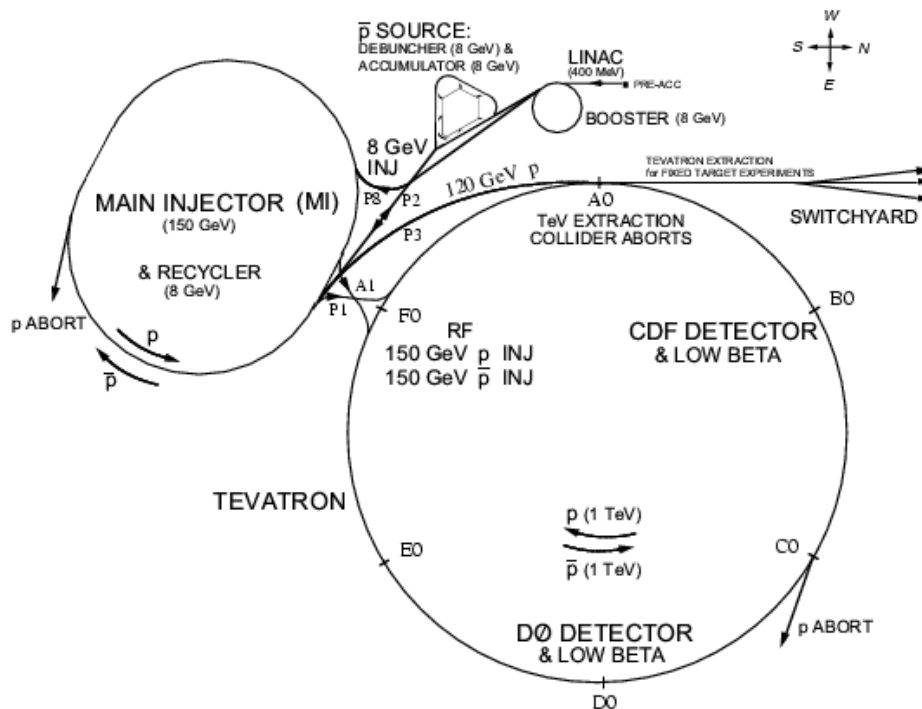 p̅ SOURCE:
DEBUNCHER (8 GeV) &
ACCUMULATOR (8 GeV)
LINAC
(400 MeV)
PRE-ACC
BOOSTER (8 GeV)
W
S N
E
8 GeV
INJ
P8
P2
120 GeV p
P3
TEVATRON EXTRACTION
for FIXED TARGET EXPERIMENTS
SWITCHYARD
A0
TeV EXTRACTION
COLLIDER ABORTS
MAIN INJECTOR (MI)
(150 GeV)
& RECYCLER
(8 GeV)
p ABORT
p
p̅
A1
P1
F0
RF
150 GeV p INJ
150 GeV p̅ INJ
B0
CDF DETECTOR
& LOW BETA
TEVATRON
p (1 TeV)
p̅ (1 TeV)
E0
C0
p ABORT
DØ DETECTOR
& LOW BETA
D0